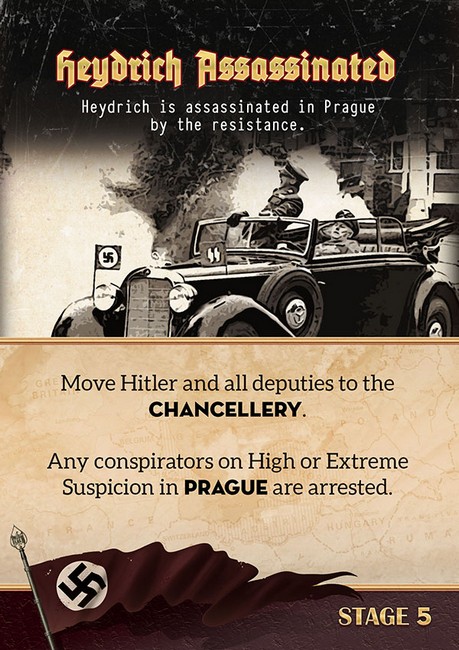 Heydrich Assassinated
Heydrich is assassinated in Prague
by the resistance.
Move Hitler and all deputies to the
CHANCELLERY.
Any conspirators on High or Extreme
Suspicion in PRAGUE are arrested.
STAGE 5